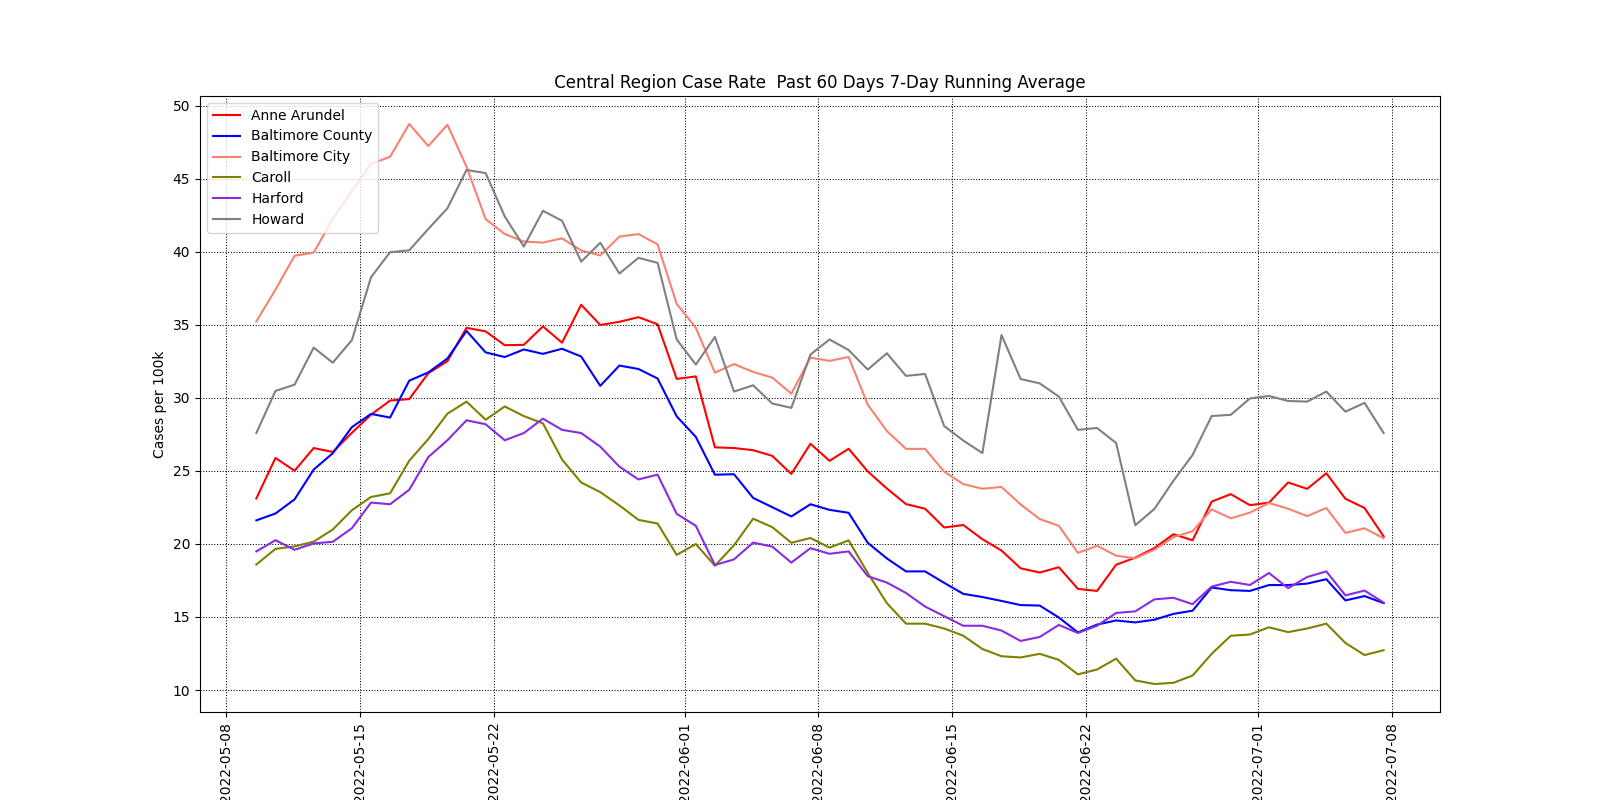 Central Region Case Rate  Past 60 Days 7-Day Running Average
50
45
40
35
30
25
20
15
10
Cases per 100k
Anne Arundel
Baltimore County
Baltimore City
Caroll
Harford
Howard
2022-05-08
2022-05-15
2022-05-22
2022-06-01
2022-06-08
2022-06-15
2022-06-22
2022-07-01
2022-07-08